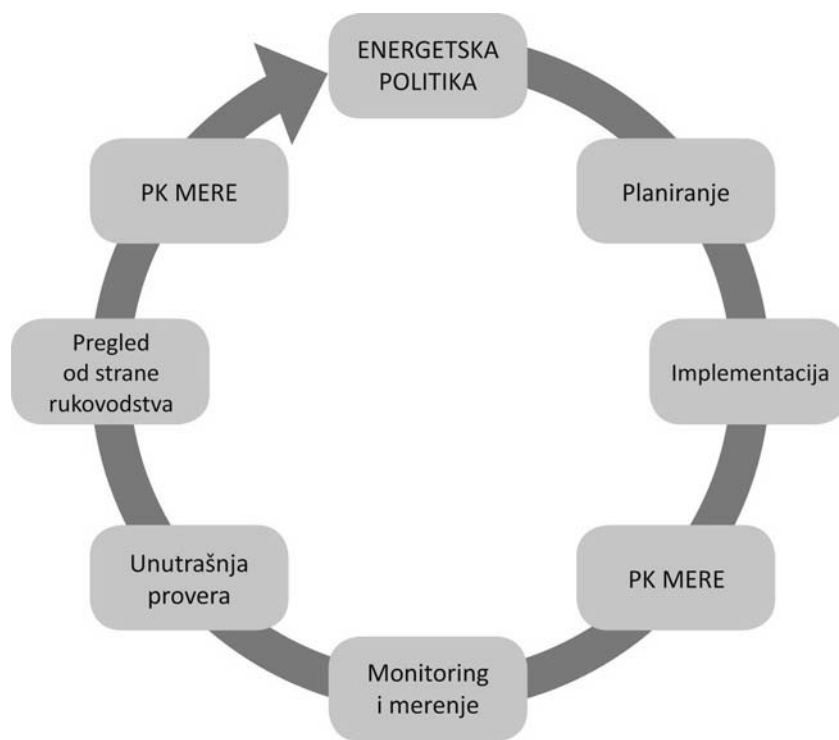 ENERGETSKA
POLITIKA
Planiranje
Implementacija
PK MERE
Monitoring
i merenje
Unutrašnja
provera
Pregled
od strane
rukovodstva
PK MERE